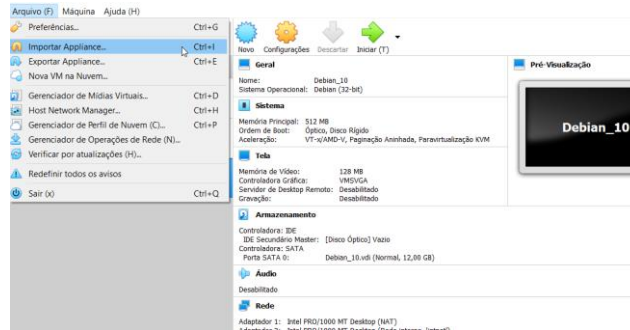 Arquivo (F) Máquina Ajuda (H)
Preferências... Ctrl+G
Importar Appliance... Ctrl+I
Exportar Appliance... Ctrl+E
Nova VM na Nuvem...
Gerenciador de Mídias Virtuais... Ctrl+D
Host Network Manager... Ctrl+H
Gerenciador de Perfil de Nuvem (C)... Ctrl+P
Gerenciador de Operações de Rede (N)...
Verificar por atualizações (H)...
Redefinir todos os avisos
Sair (x) Ctrl+Q
Novo Configurações Descartar Iniciar (T)
Geral
Nome: Debian_10
Sistema Operacional: Debian (32-bit)
Sistema
Memória Principal: 512 MB
Ordem de Boot: Óptico, Disco Rígido
Aceleração: VT-x/AMD-V, Paginação Aninhada, Paravirtualização KVM
Tela
Memória de Vídeo: 128 MB
Controladora Gráfica: VMSVGA
Servidor de Desktop Remoto: Desabilitado
Gravação: Desabilitado
Armazenamento
Controladora: IDE
IDE Secundário Master: [Disco Óptico] Vazio
Controladora: SATA
Porta SATA 0: Debian_10.vdi (Normal, 12,00 GB)
Áudio
Desabilitado
Rede
Adaptador 1: Intel PRO/1000 MT Desktop (NAT)
Pré-Visualização
Debian_10